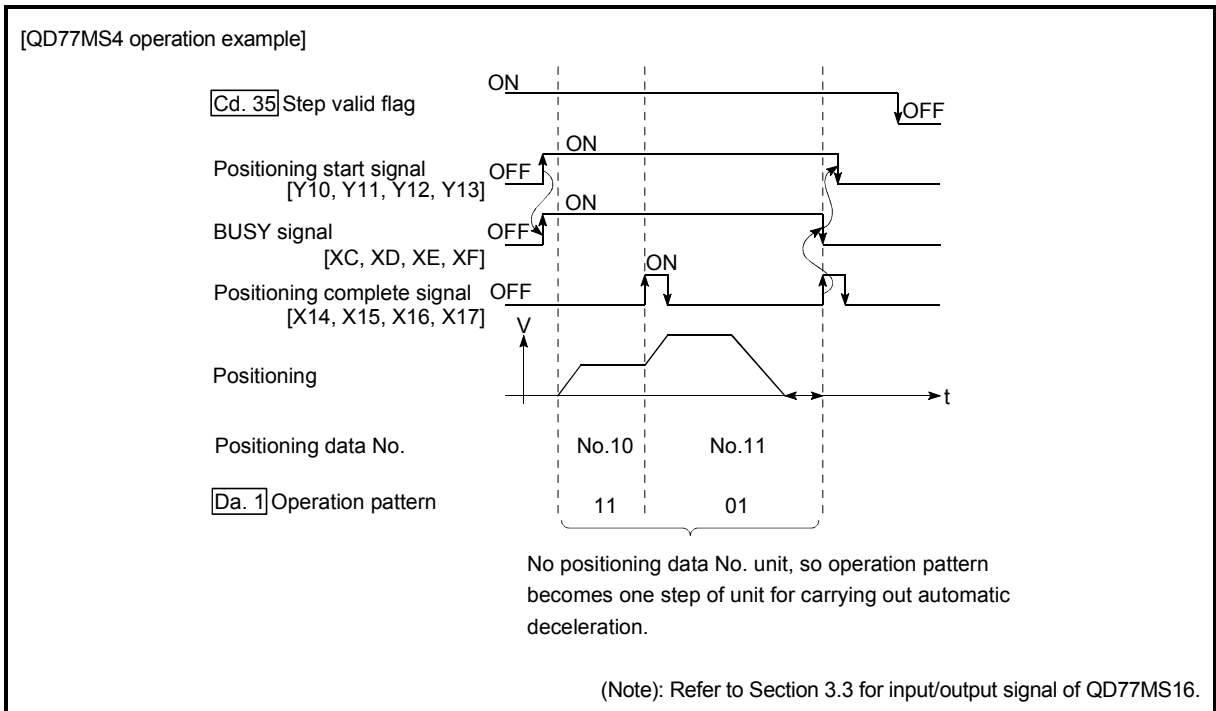 [QD77MS4 operation example]
ON
Cd. 35 Step valid flag
OFF
ON
Positioning start signal
OFF
[Y10, Y11, Y12, Y13]
ON
BUSY signal
OFF
[XC, XD, XE, XF]
ON
Positioning complete signal
OFF
[X14, X15, X16, X17]
V
Positioning
t
Positioning data No.
No.10
No.11
Da. 1 Operation pattern
11
01
No positioning data No. unit, so operation pattern
becomes one step of unit for carrying out automatic
deceleration.
(Note): Refer to Section 3.3 for input/output signal of QD77MS16.